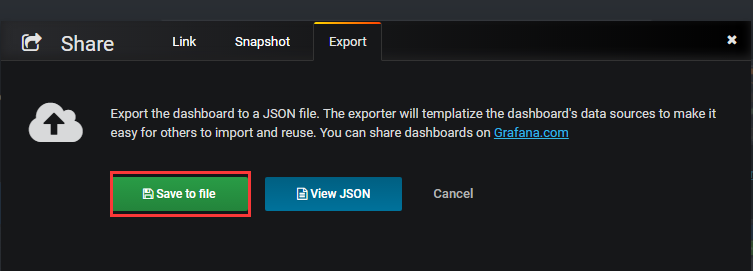 Share Link Snapshot Export
Export the dashboard to a JSON file. The exporter will templatize the dashboard's data sources to make it
easy for others to import and reuse. You can share dashboards on Grafana.com
Save to file View JSON Cancel